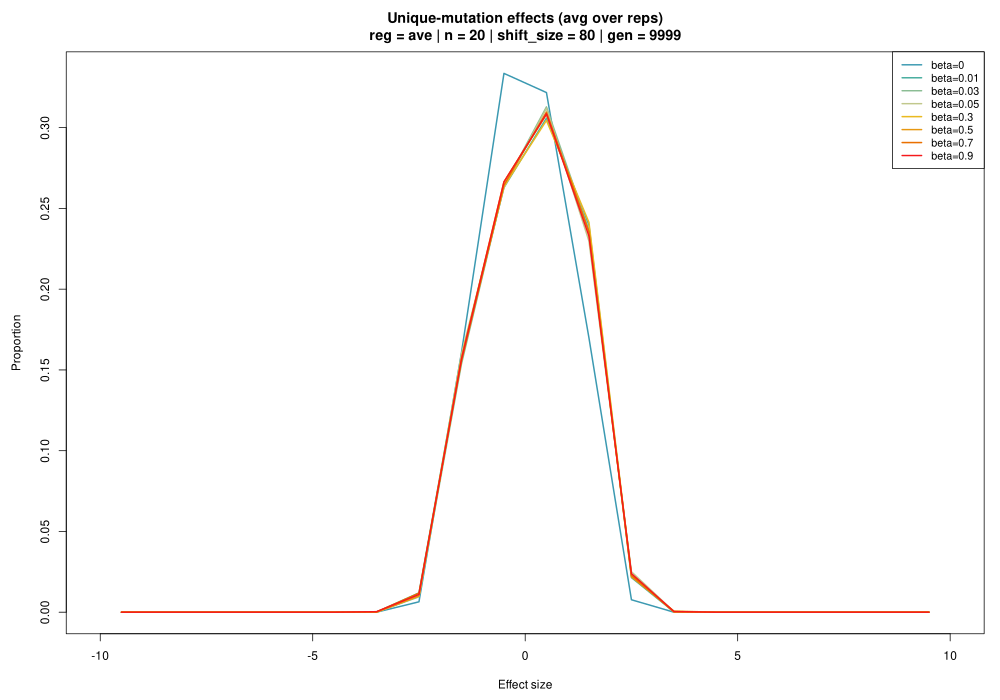 Unique-mutation effects (avg over reps)
reg = ave | n = 20 | shift_size = 80 | gen = 9999
beta=0
beta=0.01
beta=0.03
beta=0.05
beta=0.3
beta=0.5
beta=0.7
beta=0.9
Proportion
0.30
0.25
0.20
0.15
0.10
0.05
0.00
-10
-5
0
5
10
Effect size